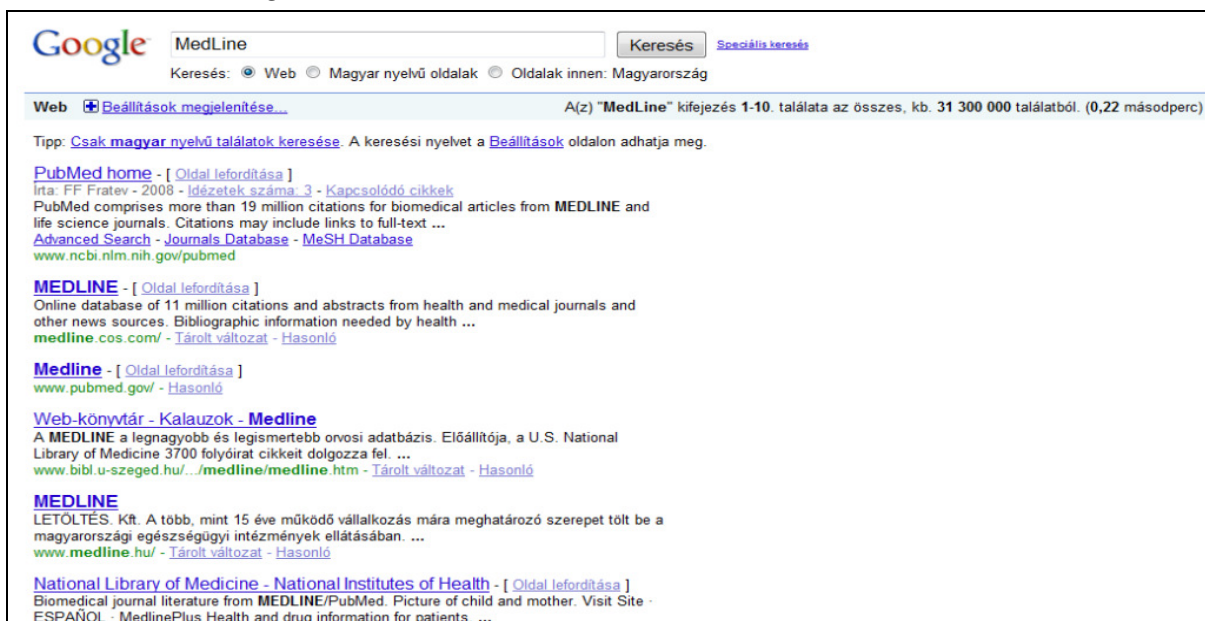 Google MedLine Keresés Speciális keresés
Keresés: Web Magyar nyelvű oldalak Oldalak innen: Magyarország
Web Beállítások megjelenítése... A(z) "MedLine" kifejezés 1-10. találata az összes, kb. 31 300 000 találatból. (0,22 másodperc)
Tipp: Csak magyar nyelvű találatok keresése. A keresési nyelvet a Beállítások oldalon adhatja meg.
PubMed home - [ Oldal lefordítása ]
Írta: FF Fratev - 2008 - Idézetek száma: 3 - Kapcsolódó cikkek
PubMed comprises more than 19 million citations for biomedical articles from MEDLINE and
life science journals. Citations may include links to full-text ...
Advanced Search - Journals Database - MeSH Database
www.ncbi.nlm.nih.gov/pubmed
MEDLINE - [ Oldal lefordítása ]
Online database of 11 million citations and abstracts from health and medical journals and
other news sources. Bibliographic information needed by health ...
medline.cos.com/ - Tárolt változat - Hasonló
Medline - [ Oldal lefordítása ]
www.pubmed.gov/ - Hasonló
Web-könyvtár - Kalauzok - Medline
A MEDLINE a legnagyobb és legismertebb orvosi adatbázis. Előállítója, a U.S. National
Library of Medicine 3700 folyóirat cikkeit dolgozza fel. ...
www.bibl.u-szeged.hu/.../medline/medline.htm - Tárolt változat - Hasonló
MEDLINE
LETÖLTÉS. Kft. A több, mint 15 éve működő vállalkozás mára meghatározó szerepet tölt be a
magyarországi egészségügyi intézmények ellátásában. ...
www.medline.hu/ - Tárolt változat - Hasonló
National Library of Medicine - National Institutes of Health - [ Oldal lefordítása ]
Biomedical journal literature from MEDLINE/PubMed. Picture of child and mother. Visit Site ·
ESPAÑOL · MedlinePlus Health and drug information for patients. ...